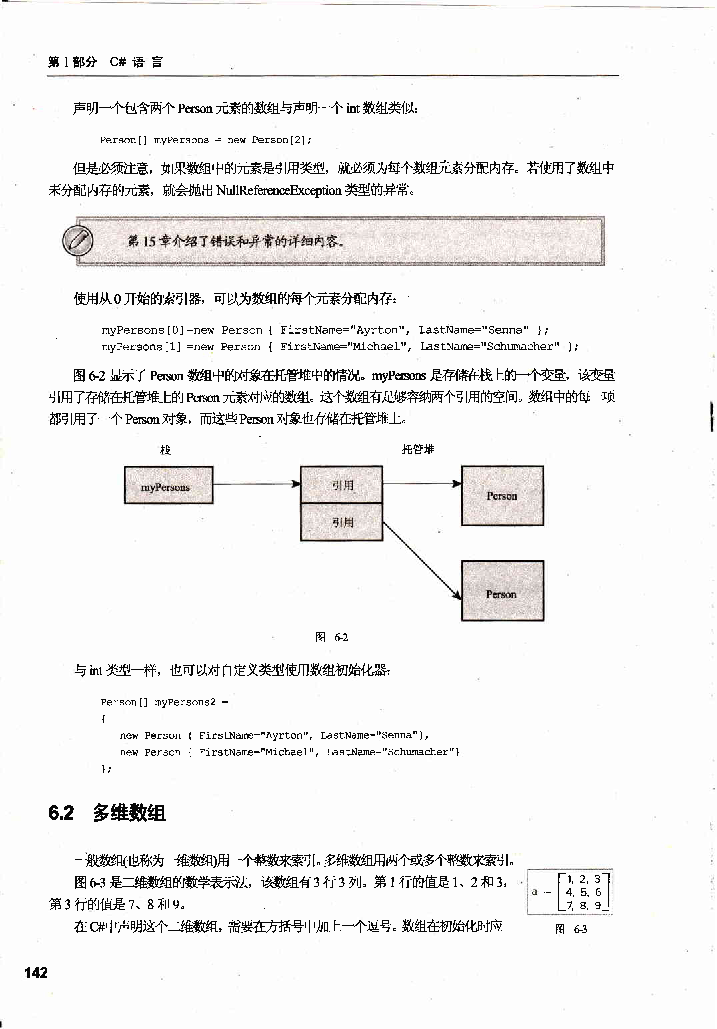 第1部分 C# 语 言
声明一个包含两个 Person 元素的数组与声明一个 int 数组类似:
Person[] myPersons = new Person[2];
但是必须注意,如果数组中的元素是引用类型,就必须为每个数组元素分配内存。若使用了数组中
未分配内存的元素,就会抛出 NullReferenceException 类型的异常。
第 15 章介绍了错误和异常的详细内容。
使用从 0 开始的索引器,可以为数组的每个元素分配内存:
myPersons[0]=new Person { FirstName="Ayrton", LastName="Senna" };
myPersons[1]=new Person { FirstName="Michael", LastName="Schumacher" };
图 6-2 显示了 Person 数组中的对象在托管堆中的情况。myPersons 是存储在栈上的一个变量,该变量
引用了存储在托管堆上的 Person 元素对应的数组。这个数组有足够容纳两个引用的空间。数组中的每一项
都引用了一个 Person 对象,而这些 Person 对象也存储在托管堆上。
栈 托管堆
myPersons 引用 Person
引用
Person
图 6-2
与 int 类型一样,也可以对自定义类型使用数组初始化器:
Person[] myPersons2 =
{
new Person { FirstName="Ayrton", LastName="Senna"},
new Person { FirstName="Michael", LastName="Schumacher"}
};
6.2 多维数组
一般数组(也称为一维数组)用一个整数来索引。多维数组用两个或多个整数来索引。
图 6-3 是二维数组的数学表示法,该数组有 3 行 3 列。第 1 行的值是 1、2 和 3,
第 3 行的值是 7、8 和 9。
在 C#中声明这个二维数组,需要在方括号中加上一个逗号。数组在初始化时应
1, 2, 3
a = 4, 5, 6
7, 8, 9
图 6-3
142